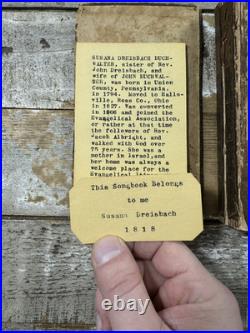 SUSANA DREISBACH BUCH-
WALTER, sister of Rev.
John Dreisbach, and
wife of JOHN BUCHWAL-
TER, was born in Union
County, Pennsylvania
in 1794. Moved to Halls-
ville, Ross Co., Ohio
in 1827. Was converted
in 1806 and joined the
Evangelical Association,
or rather at that time
the followers of Rev.
Jacob Albright, and
walked with God over
75 years. She was a
mother in Israel, and
her home was always a
welcome place for the
Evangelical
This Songbook Belongs
to me
Susana Dreisbach
1818